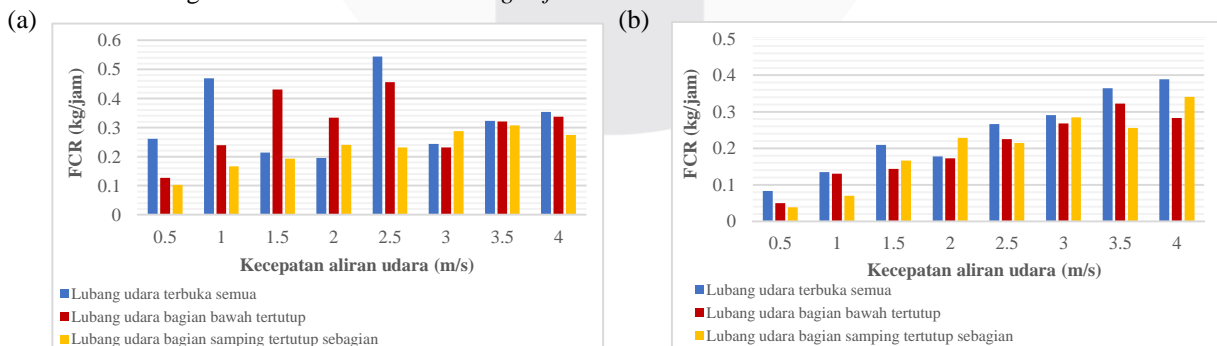 (a)
0.6
0.5
0.4
0.3
0.2
0.1
0
FCR (kg/jam)
0.5 1 1.5 2 2.5 3 3.5 4
Kecepatan aliran udara (m/s)
Lubang udara terbuka semua
Lubang udara bagian bawah tertutup
Lubang udara bagian samping tertutup sebagian
(b)
0.5
0.4
0.3
0.2
0.1
0
FCR (kg/jam)
0.5 1 1.5 2 2.5 3 3.5 4
Kecepatan aliran udara (m/s)
Lubang udara terbuka semua
Lubang udara bagian bawah tertutup
Lubang udara bagian samping tertutup sebagian